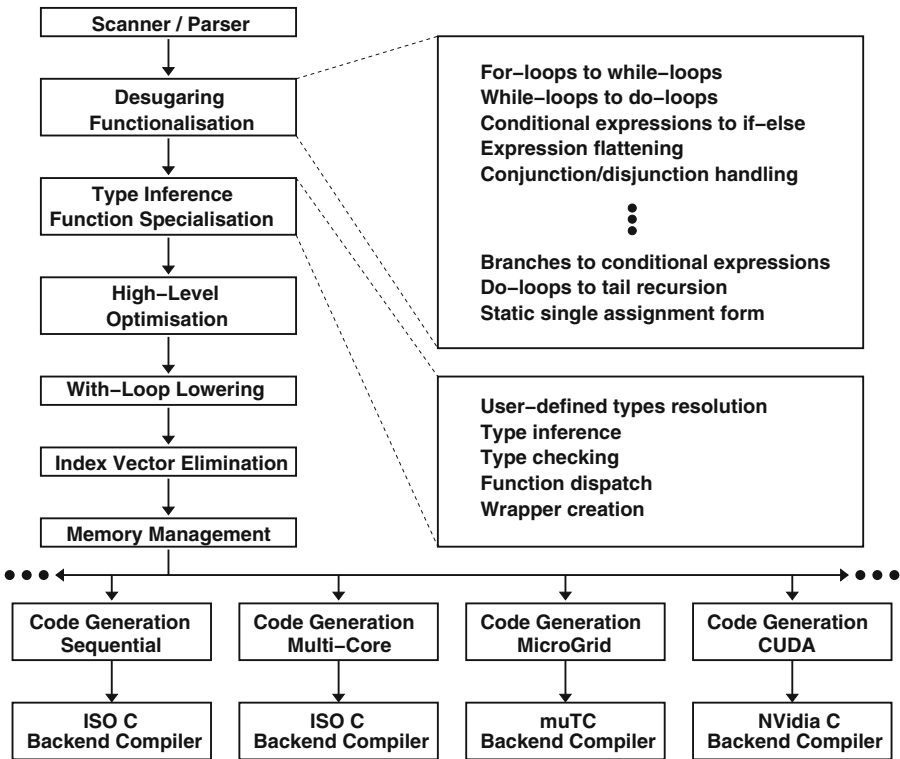 Scanner / Parser
Desugaring
Functionalisation
Type Inference
Function Specialisation
High−Level
Optimisation
With−Loop Lowering
Index Vector Elimination
Memory Management
For−loops to while−loops
While−loops to do−loops
Conditional expressions to if−else
Expression flattening
Conjunction/disjunction handling
Branches to conditional expressions
Do−loops to tail recursion
Static single assignment form
User−defined types resolution
Type inference
Type checking
Function dispatch
Wrapper creation
Code Generation
Sequential
Code Generation
Multi−Core
Code Generation
MicroGrid
Code Generation
CUDA
ISO C
Backend Compiler
ISO C
Backend Compiler
muTC
Backend Compiler
NVidia C
Backend Compiler